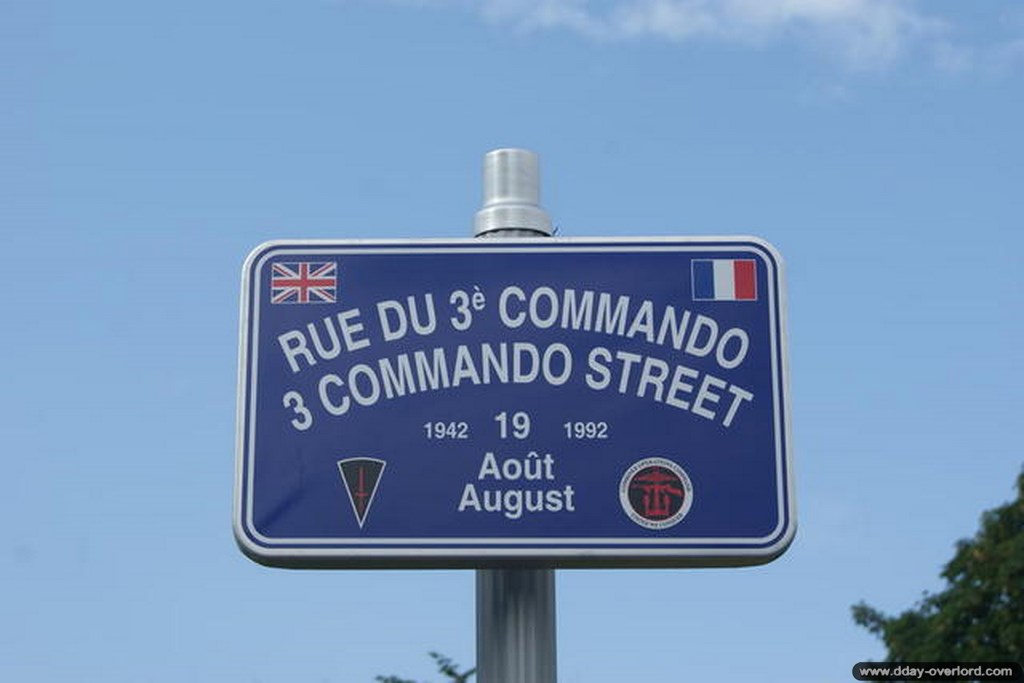 RUE DU 3è COMMANDO
3 COMMANDO STREET
1942 19 1992
Août
August
www.dday-overlord.com